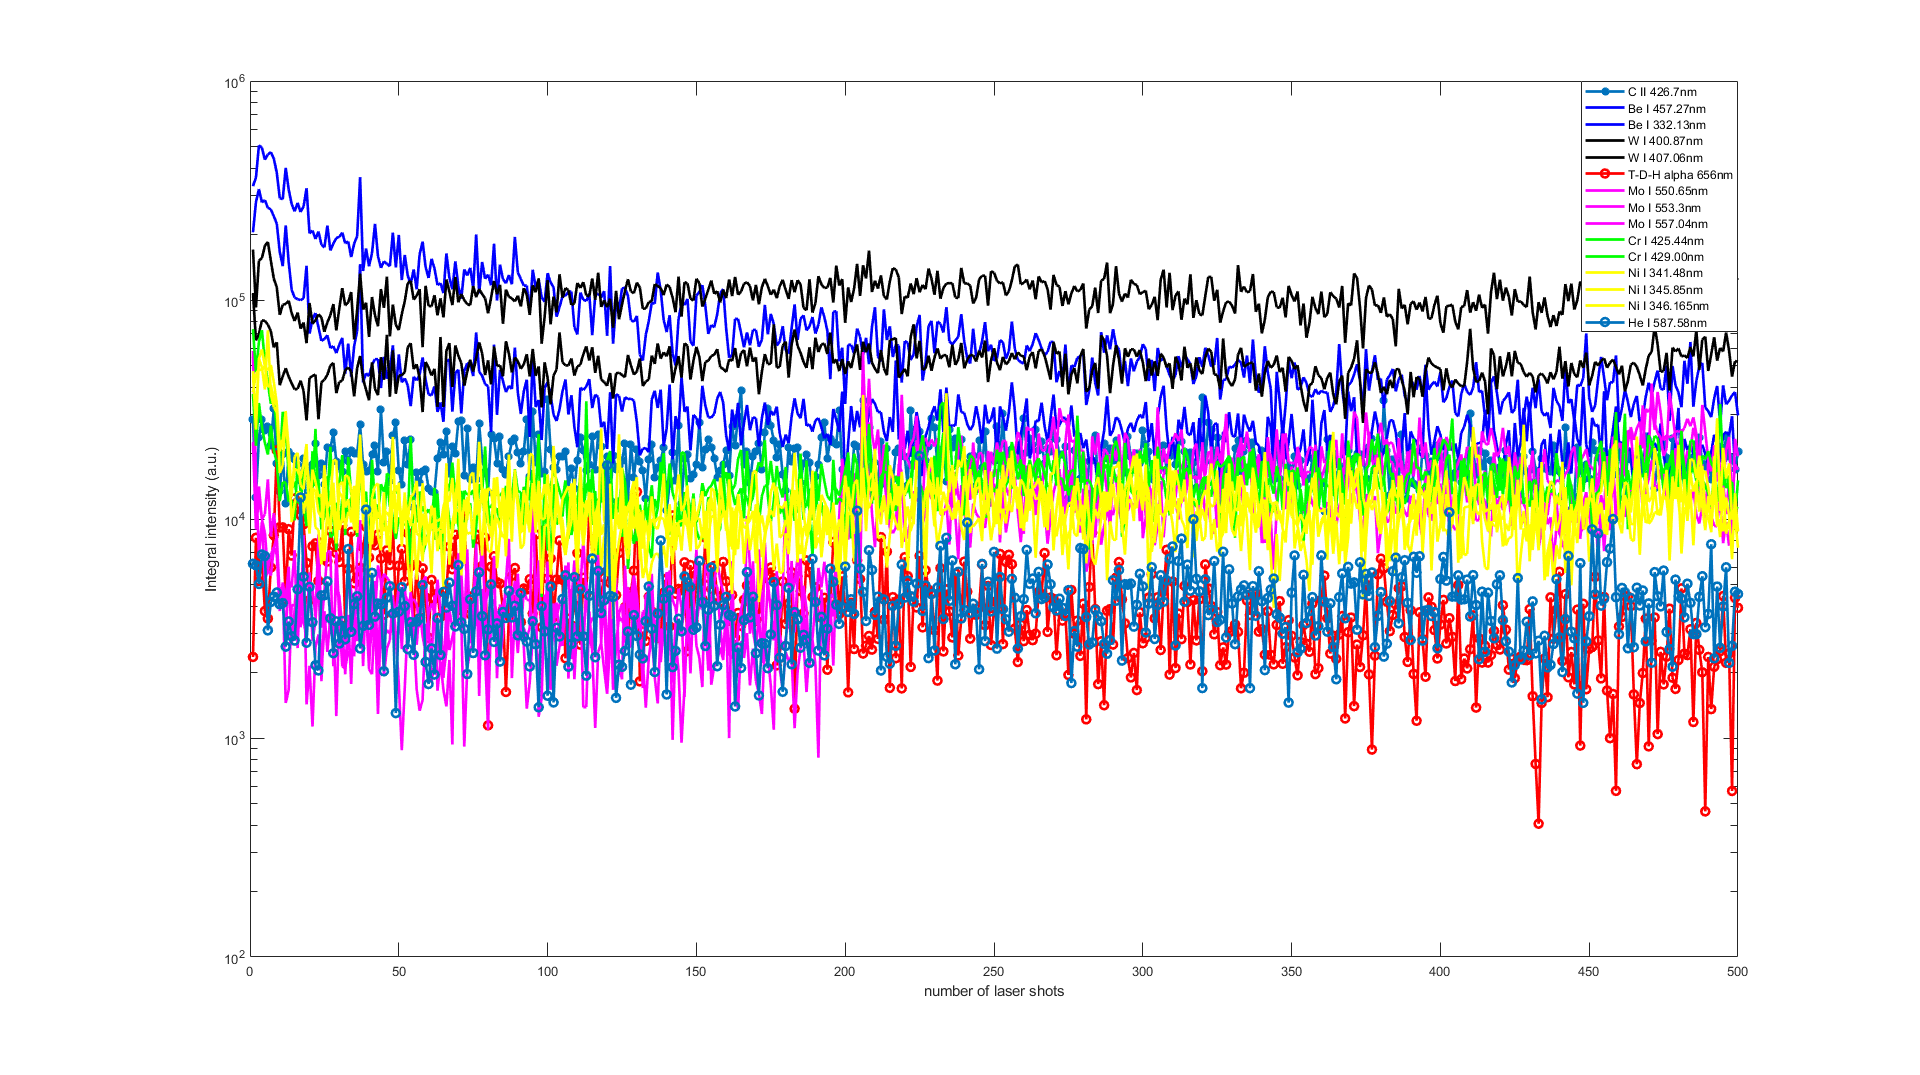 10^6
10^5
10^4
10^3
10^2
Integral intensity (a.u.)
0 50 100 150 200 250 300 350 400 450 500
number of laser shots
C II 426.7nm
Be I 457.27nm
Be I 332.13nm
W I 400.87nm
W I 407.06nm
T-D-H alpha 656nm
Mo I 550.65nm
Mo I 553.3nm
Mo I 557.04nm
Cr I 425.44nm
Cr I 429.00nm
Ni I 341.48nm
Ni I 345.85nm
Ni I 346.165nm
He I 587.58nm